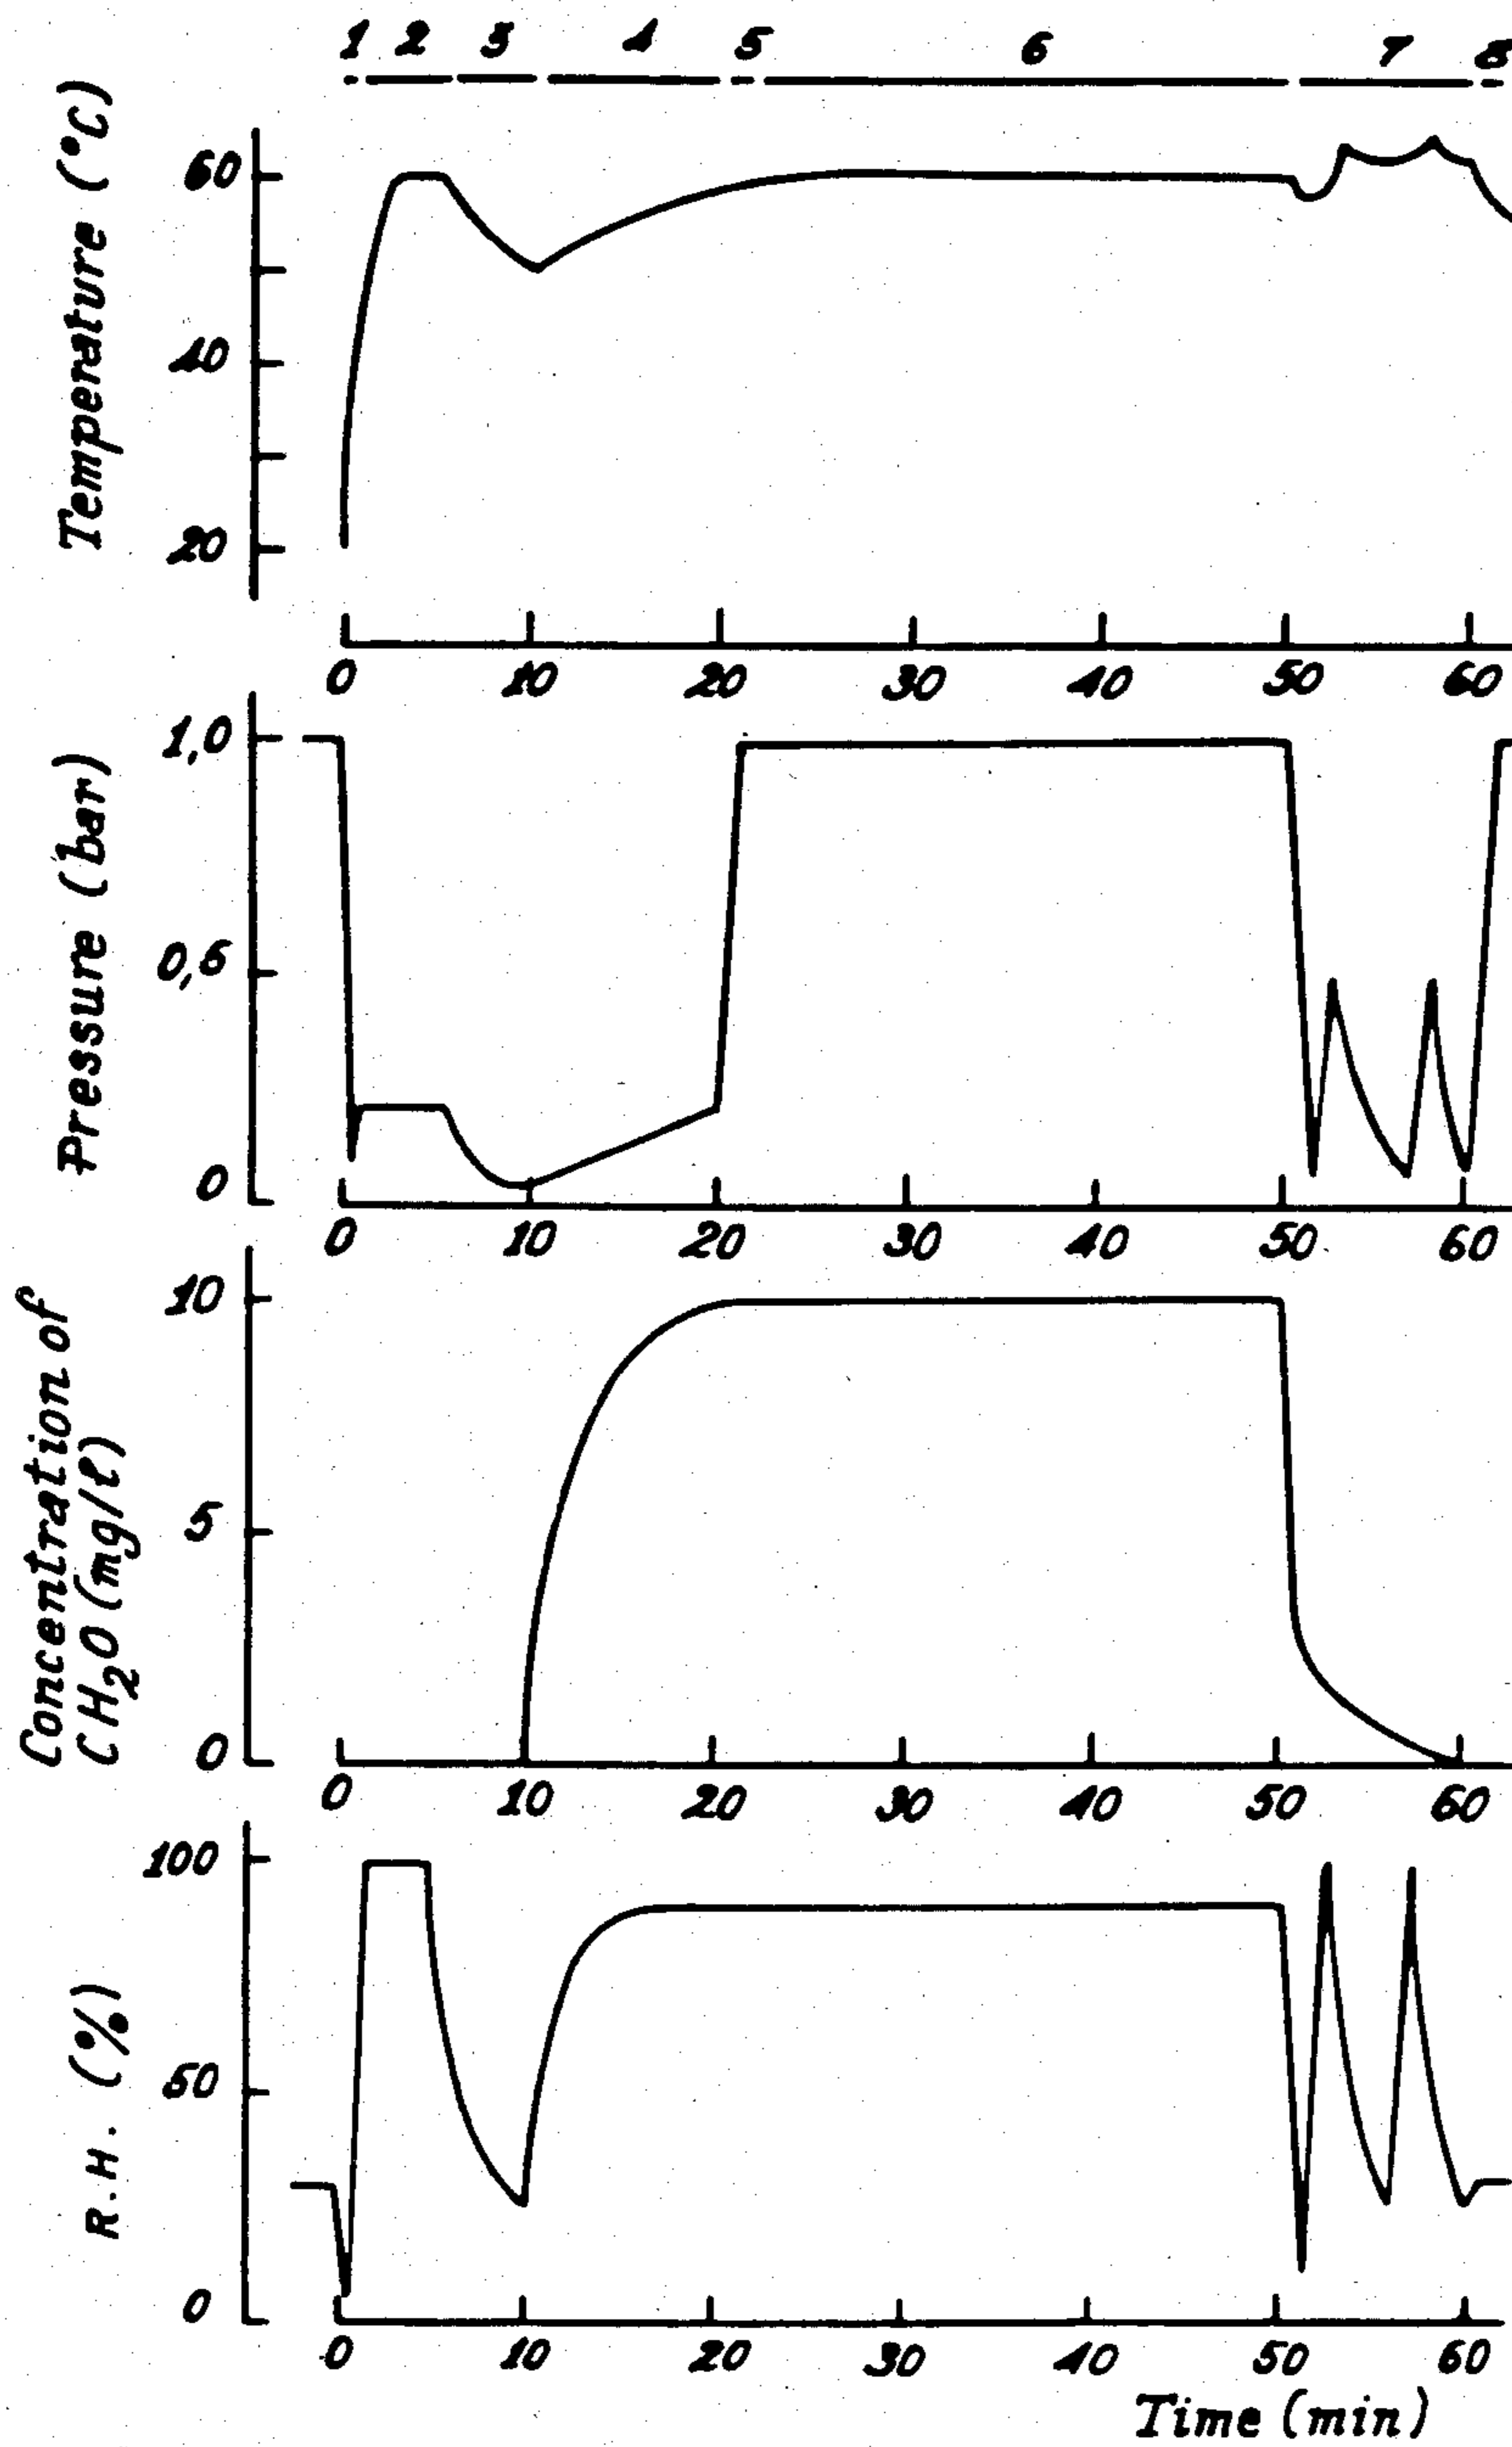 1 2 3 4 5 6 7 8
Temperature (°C)
60
40
20
0 10 20 30 40 50 60
Pressure (bar)
1,0
0,5
0
0 10 20 30 40 50 60
Concentration of
CH2O (mg/l)
10
5
0
0 10 20 30 40 50 60
R.H. (%)
100
50
0
0 10 20 30 40 50 60
Time (min)